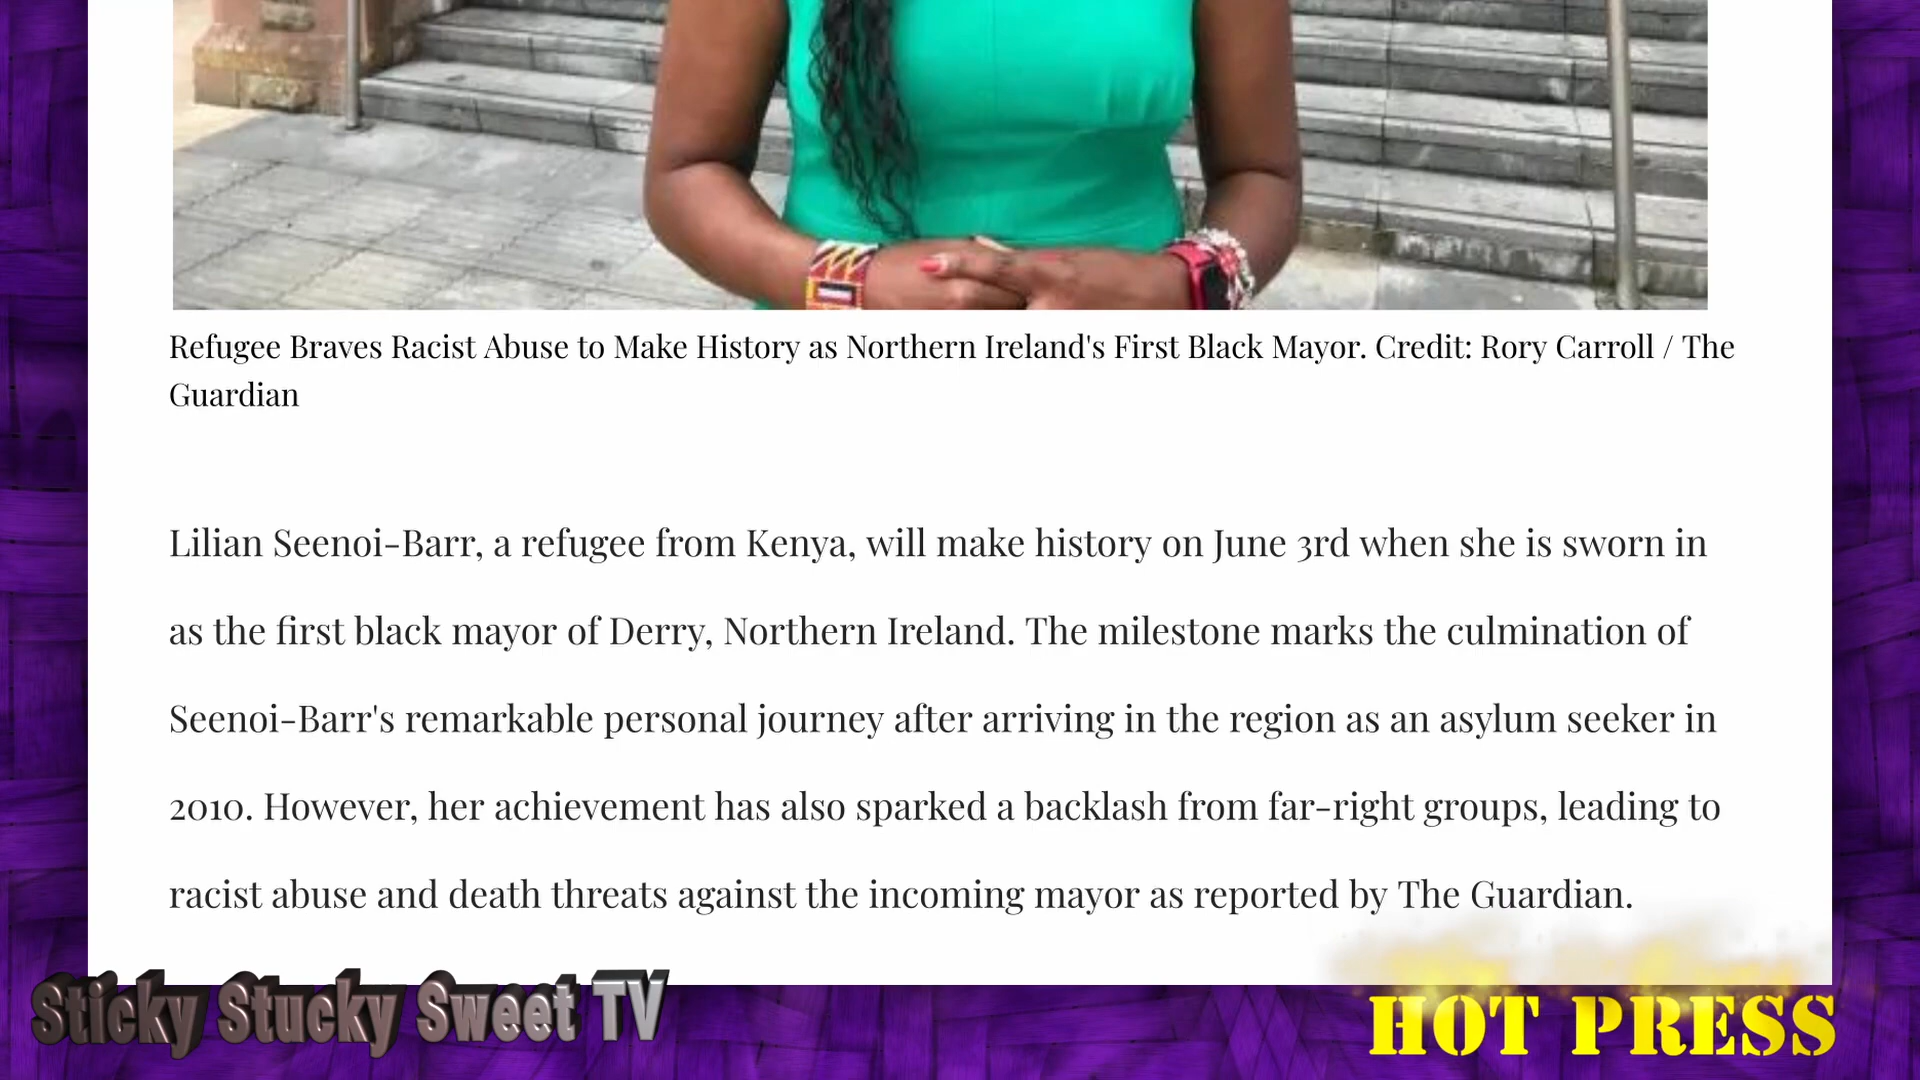 Refugee Braves Racist Abuse to Make History as Northern Ireland's First Black Mayor. Credit: Rory Carroll / The
Guardian
Lilian Seenoi-Barr, a refugee from Kenya, will make history on June 3rd when she is sworn in
as the first black mayor of Derry, Northern Ireland. The milestone marks the culmination of
Seenoi-Barr's remarkable personal journey after arriving in the region as an asylum seeker in
2010. However, her achievement has also sparked a backlash from far-right groups, leading to
racist abuse and death threats against the incoming mayor as reported by The Guardian.
Sticky Stucky Sweet TV
HOT PRESS